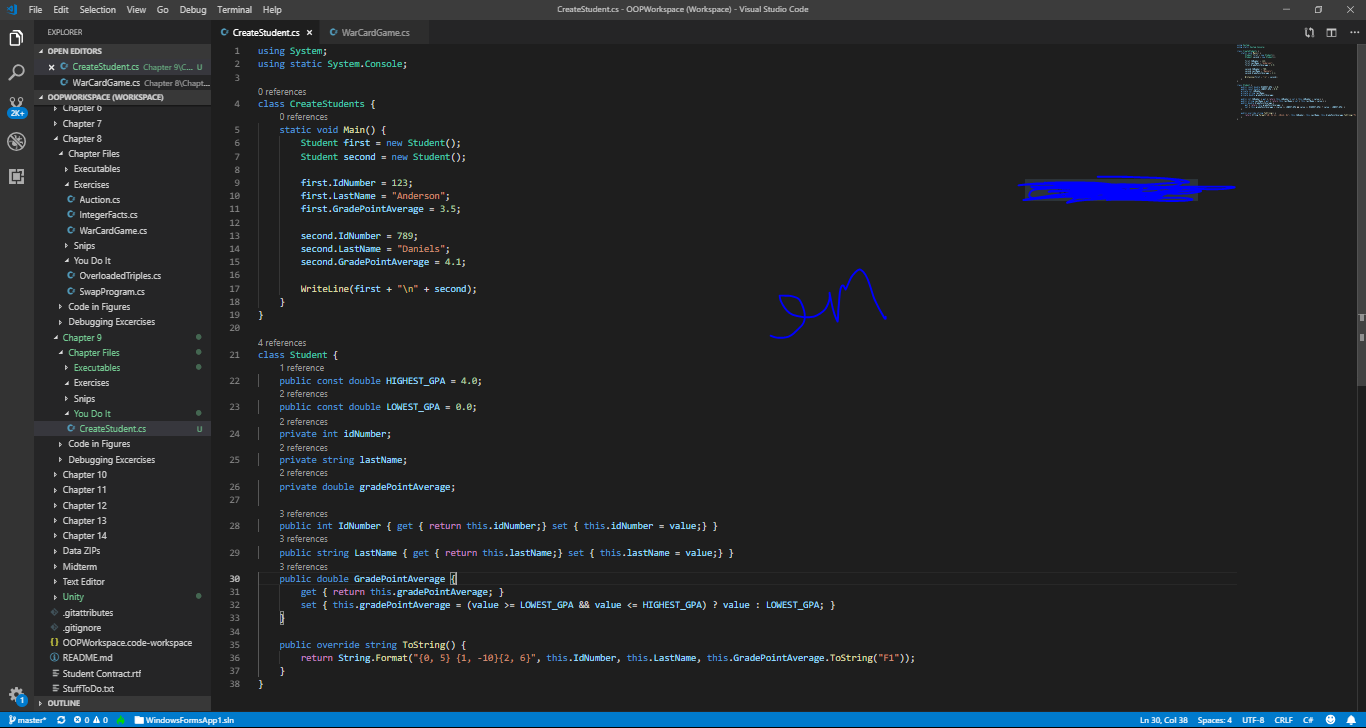 File Edit Selection View Go Debug Terminal Help
CreateStudent.cs - OOPWorkspace (Workspace) - Visual Studio Code
EXPLORER
OPEN EDITORS
CreateStudent.cs Chapter 9\C... U
WarCardGame.cs Chapter 8\Chapt...
OOPWORKSPACE (WORKSPACE)
Chapter 6
Chapter 7
Chapter 8
Chapter Files
Executables
Exercises
Auction.cs
IntegerFacts.cs
WarCardGame.cs
Snips
You Do It
OverloadedTriples.cs
SwapProgram.cs
Code in Figures
Debugging Excercises
Chapter 9
Chapter Files
Executables
Exercises
Snips
You Do It
CreateStudent.cs U
Code in Figures
Debugging Excercises
Chapter 10
Chapter 11
Chapter 12
Chapter 13
Chapter 14
Data ZIPs
Midterm
Text Editor
Unity
.gitattributes
.gitignore
OOPWorkspace.code-workspace
README.md
Student Contract.rtf
StuffToDo.txt
OUTLINE
2K+
1
CreateStudent.cs
WarCardGame.cs
1 using System;
2 using static System.Console;
3
0 references
4 class CreateStudents {
0 references
5 static void Main() {
6 Student first = new Student();
7 Student second = new Student();
8
9 first.IdNumber = 123;
10 first.LastName = "Anderson";
11 first.GradePointAverage = 3.5;
12
13 second.IdNumber = 789;
14 second.LastName = "Daniels";
15 second.GradePointAverage = 4.1;
16
17 WriteLine(first + "\n" + second);
18 }
19 }
20
4 references
21 class Student {
1 reference
22 public const double HIGHEST_GPA = 4.0;
2 references
23 public const double LOWEST_GPA = 0.0;
2 references
24 private int idNumber;
2 references
25 private string lastName;
2 references
26 private double gradePointAverage;
27
3 references
28 public int IdNumber { get { return this.idNumber;} set { this.idNumber = value;} }
3 references
29 public string LastName { get { return this.lastName;} set { this.lastName = value;} }
3 references
30 public double GradePointAverage {
31 get { return this.gradePointAverage; }
32 set { this.gradePointAverage = (value >= LOWEST_GPA && value <= HIGHEST_GPA) ? value : LOWEST_GPA; }
33 }
34
35 public override string ToString() {
36 return String.Format("{0, 5} {1, -10}{2, 6}", this.IdNumber, this.LastName, this.GradePointAverage.ToString("F1"));
37 }
38 }
master* 0 0 WindowsFormsApp1.sln
Ln 30, Col 38 Spaces: 4 UTF-8 CRLF C#